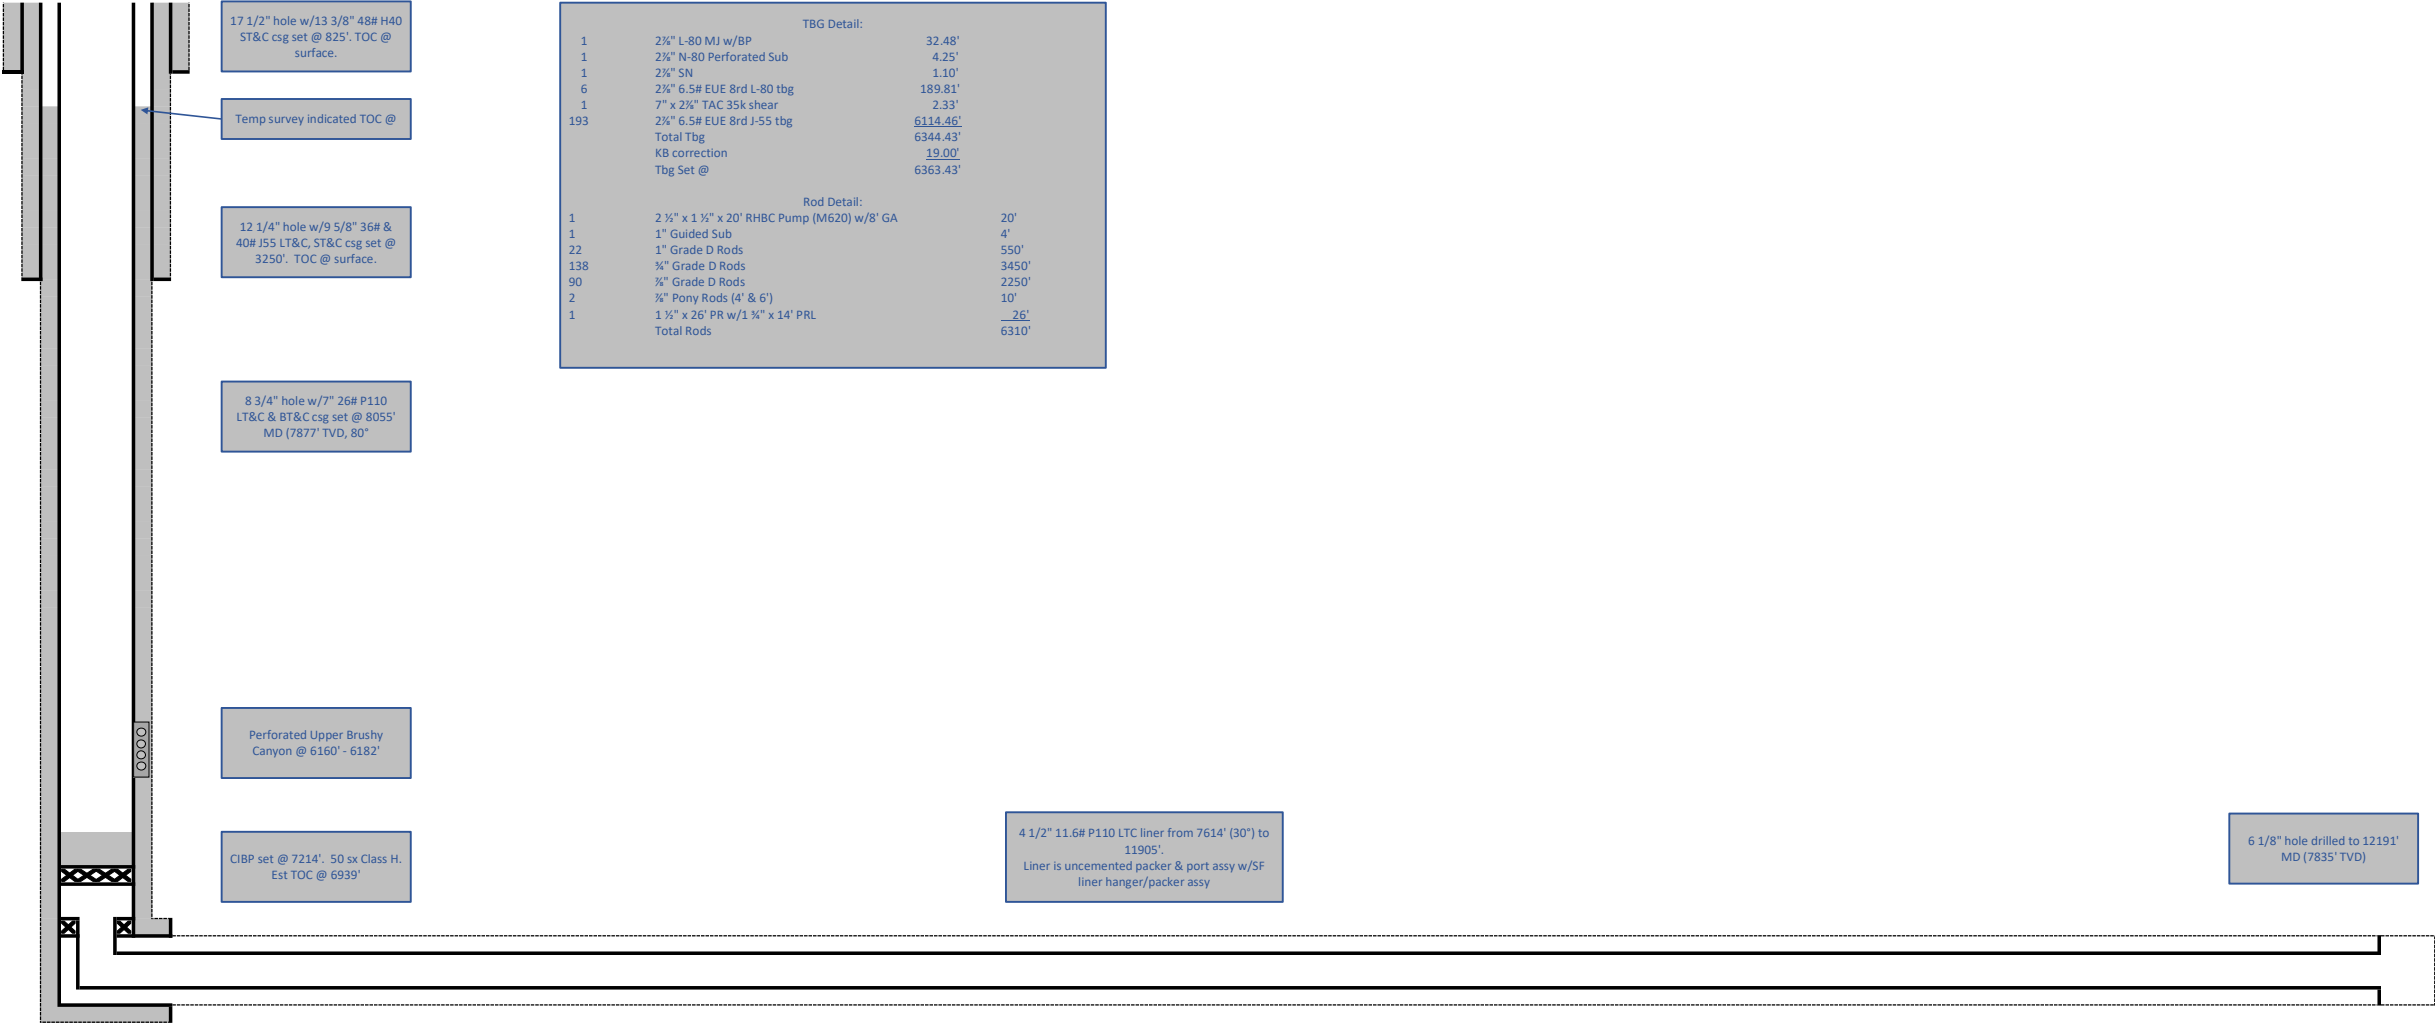 17 1/2" hole w/13 3/8" 48# H40
ST&C csg set @ 825'. TOC @
surface.
Temp survey indicated TOC @
12 1/4" hole w/9 5/8" 36# &
40# J55 LT&C, ST&C csg set @
3250'. TOC @ surface.
8 3/4" hole w/7" 26# P110
LT&C & BT&C csg set @ 8055'
MD (7877' TVD, 80°
Perforated Upper Brushy
Canyon @ 6160' - 6182'
CIBP set @ 7214'. 50 sx Class H.
Est TOC @ 6939'
TBG Detail:
1 2⅞" L-80 MJ w/BP 32.48'
1 2⅞" N-80 Perforated Sub 4.25'
1 2⅞" SN 1.10'
6 2⅞" 6.5# EUE 8rd L-80 tbg 189.81'
1 7" x 2⅞" TAC 35k shear 2.33'
193 2⅞" 6.5# EUE 8rd J-55 tbg 6114.46'
Total Tbg 6344.43'
KB correction 19.00'
Tbg Set @ 6363.43'
Rod Detail:
1 2 ½" x 1 ½" x 20' RHBC Pump (M620) w/8' GA 20'
1 1" Guided Sub 4'
22 1" Grade D Rods 550'
138 ¾" Grade D Rods 3450'
90 ⅞" Grade D Rods 2250'
2 ⅞" Pony Rods (4' & 6') 10'
1 1 ½" x 26' PR w/1 ¾" x 14' PRL 26'
Total Rods 6310'
4 1/2" 11.6# P110 LTC liner from 7614' (30°) to
11905'.
Liner is uncemented packer & port assy w/SF
liner hanger/packer assy
6 1/8" hole drilled to 12191'
MD (7835' TVD)